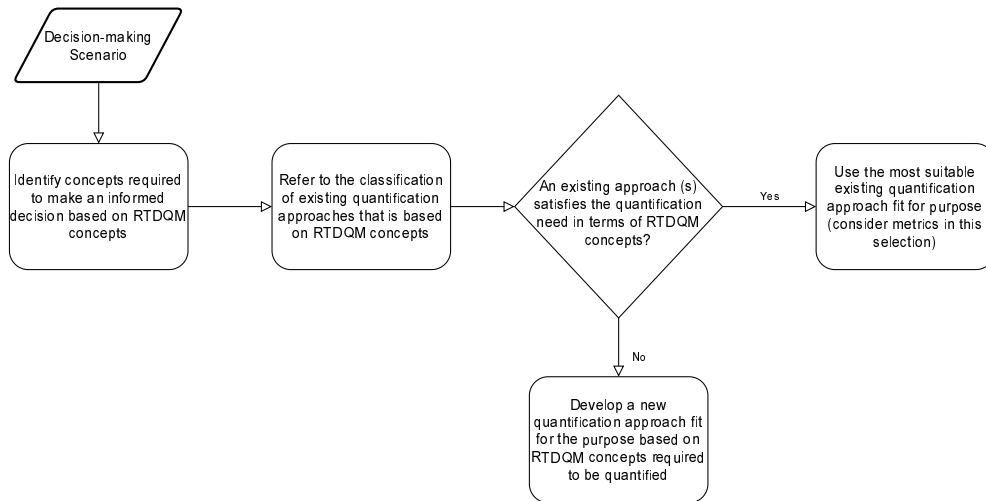 Decision-making
Scenario
Identify concepts required
to make an informed
decision based on RTDQM
concepts
Refer to the classification
of existing quantification
approaches that is based
on RTDQM concepts
An existing approach (s)
satisfies the quantification
need in terms of RTDQM
concepts?
Yes
Use the most suitable
existing quantification
approach fit for purpose
(consider metrics in this
selection)
No
Develop a new
quantification approach fit
for the purpose based on
RTDQM concepts required
to be quantified